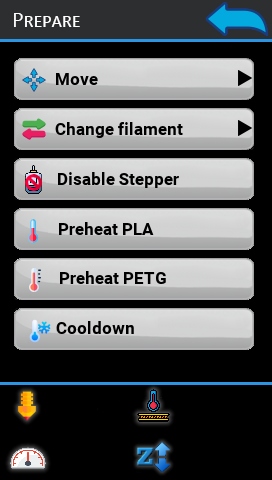 Prepare
Move
Change filament
Disable Stepper
Preheat PLA
Preheat PETG
Cooldown
Z